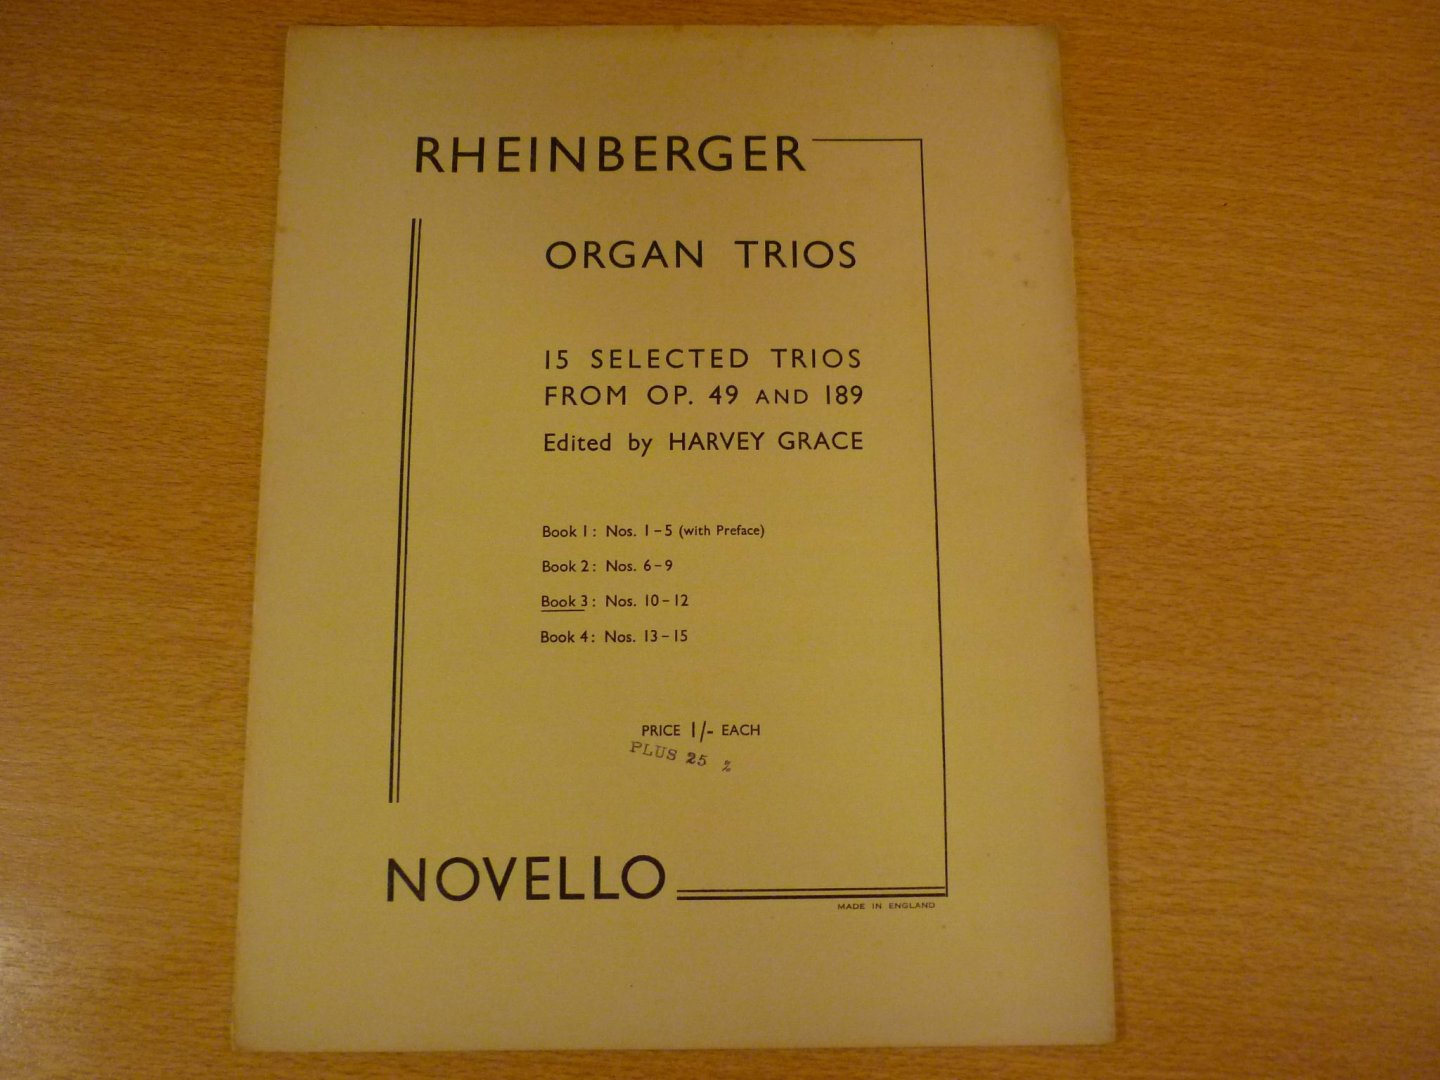 RHEINBERGER
ORGAN TRIOS
15 SELECTED TRIOS
FROM OP. 49 AND 189
Edited by HARVEY GRACE
Book 1: Nos. 1–5 (with Preface)
Book 2: Nos. 6–9
Book 3: Nos. 10–12
Book 4: Nos. 13–15
PRICE 1/- EACH
PLUS 25 %
NOVELLO
MADE IN ENGLAND